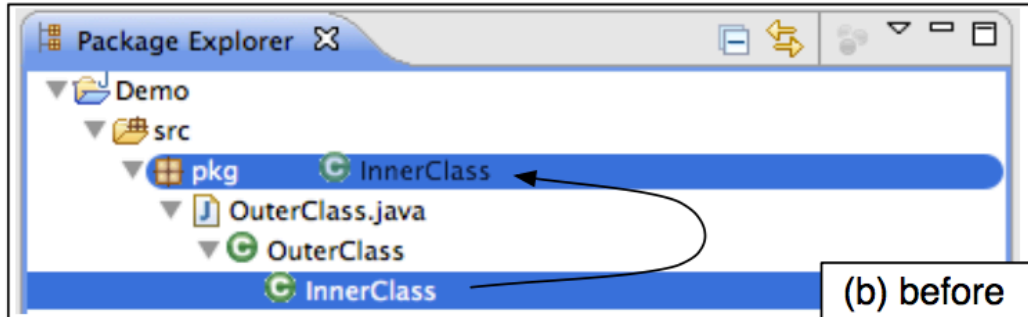 Package Explorer
Demo
src
pkg InnerClass
OuterClass.java
OuterClass
InnerClass
(b) before